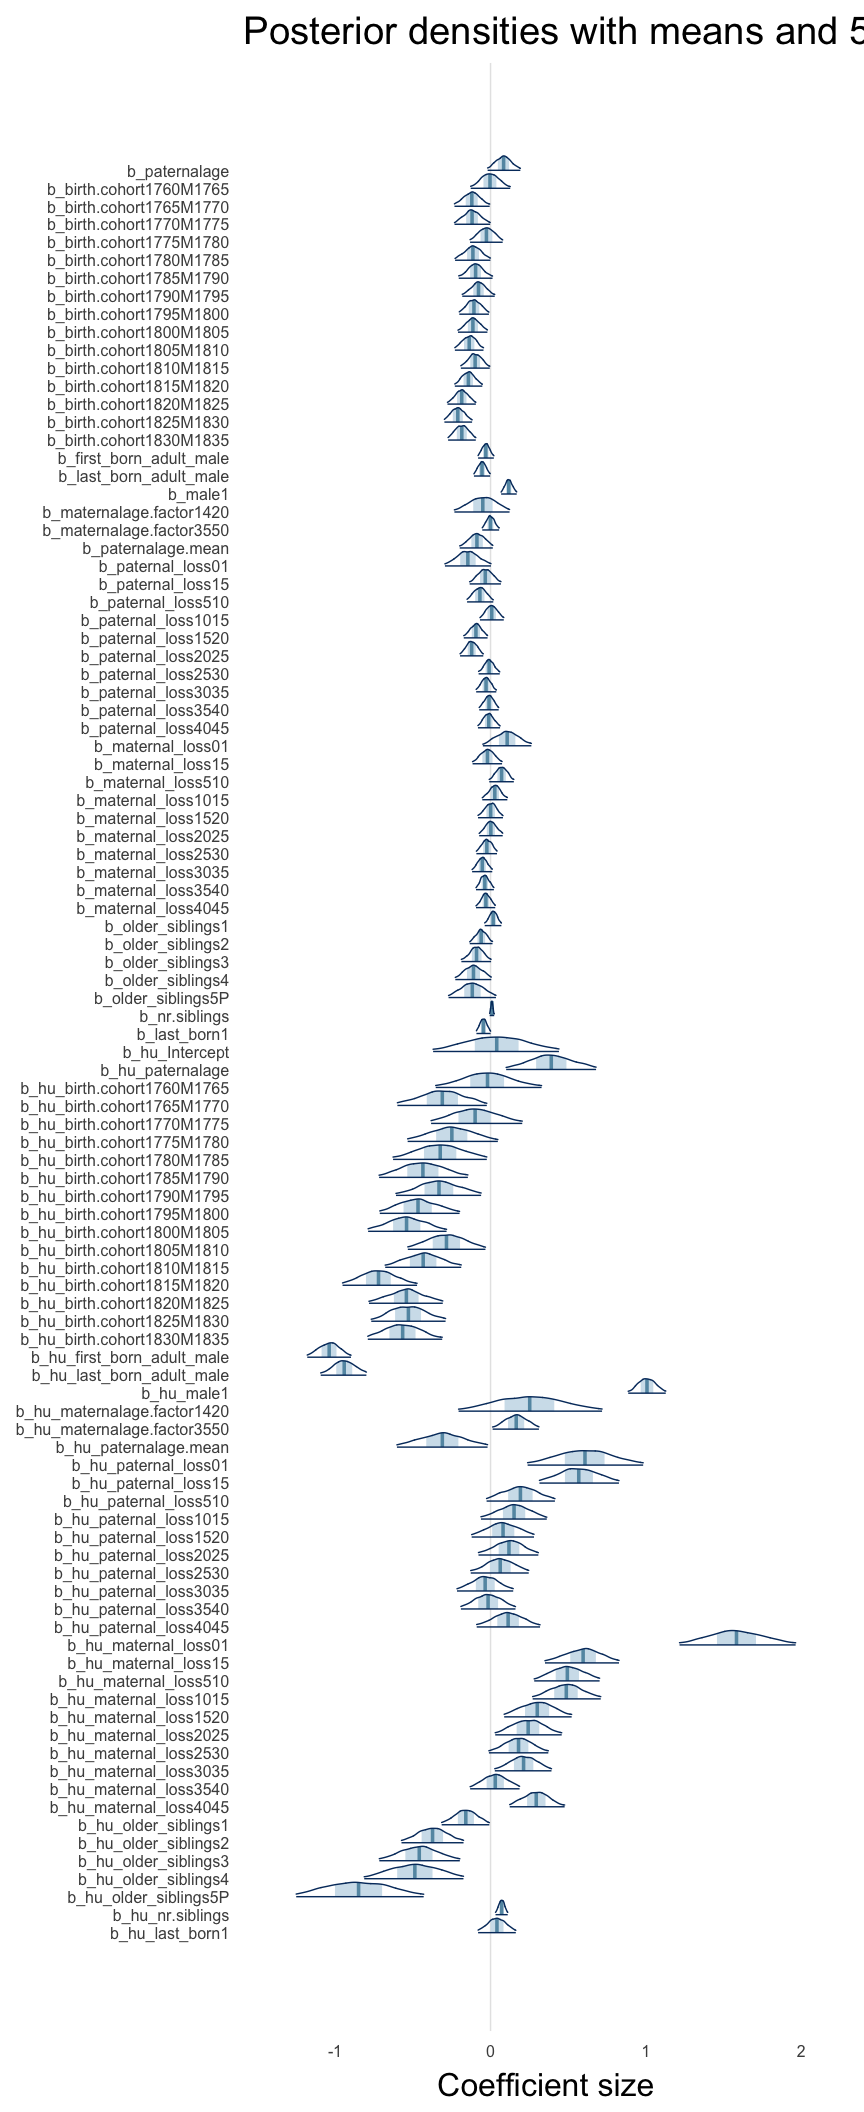 Posterior densities with means and 5
b_paternalage
b_birth.cohort1760M1765
b_birth.cohort1765M1770
b_birth.cohort1770M1775
b_birth.cohort1775M1780
b_birth.cohort1780M1785
b_birth.cohort1785M1790
b_birth.cohort1790M1795
b_birth.cohort1795M1800
b_birth.cohort1800M1805
b_birth.cohort1805M1810
b_birth.cohort1810M1815
b_birth.cohort1815M1820
b_birth.cohort1820M1825
b_birth.cohort1825M1830
b_birth.cohort1830M1835
b_first_born_adult_male
b_last_born_adult_male
b_male1
b_maternalage.factor1420
b_maternalage.factor3550
b_paternalage.mean
b_paternal_loss01
b_paternal_loss15
b_paternal_loss510
b_paternal_loss1015
b_paternal_loss1520
b_paternal_loss2025
b_paternal_loss2530
b_paternal_loss3035
b_paternal_loss3540
b_paternal_loss4045
b_maternal_loss01
b_maternal_loss15
b_maternal_loss510
b_maternal_loss1015
b_maternal_loss1520
b_maternal_loss2025
b_maternal_loss2530
b_maternal_loss3035
b_maternal_loss3540
b_maternal_loss4045
b_older_siblings1
b_older_siblings2
b_older_siblings3
b_older_siblings4
b_older_siblings5P
b_nr.siblings
b_last_born1
b_hu_Intercept
b_hu_paternalage
b_hu_birth.cohort1760M1765
b_hu_birth.cohort1765M1770
b_hu_birth.cohort1770M1775
b_hu_birth.cohort1775M1780
b_hu_birth.cohort1780M1785
b_hu_birth.cohort1785M1790
b_hu_birth.cohort1790M1795
b_hu_birth.cohort1795M1800
b_hu_birth.cohort1800M1805
b_hu_birth.cohort1805M1810
b_hu_birth.cohort1810M1815
b_hu_birth.cohort1815M1820
b_hu_birth.cohort1820M1825
b_hu_birth.cohort1825M1830
b_hu_birth.cohort1830M1835
b_hu_first_born_adult_male
b_hu_last_born_adult_male
b_hu_male1
b_hu_maternalage.factor1420
b_hu_maternalage.factor3550
b_hu_paternalage.mean
b_hu_paternal_loss01
b_hu_paternal_loss15
b_hu_paternal_loss510
b_hu_paternal_loss1015
b_hu_paternal_loss1520
b_hu_paternal_loss2025
b_hu_paternal_loss2530
b_hu_paternal_loss3035
b_hu_paternal_loss3540
b_hu_paternal_loss4045
b_hu_maternal_loss01
b_hu_maternal_loss15
b_hu_maternal_loss510
b_hu_maternal_loss1015
b_hu_maternal_loss1520
b_hu_maternal_loss2025
b_hu_maternal_loss2530
b_hu_maternal_loss3035
b_hu_maternal_loss3540
b_hu_maternal_loss4045
b_hu_older_siblings1
b_hu_older_siblings2
b_hu_older_siblings3
b_hu_older_siblings4
b_hu_older_siblings5P
b_hu_nr.siblings
b_hu_last_born1
-1 0 1 2
Coefficient size